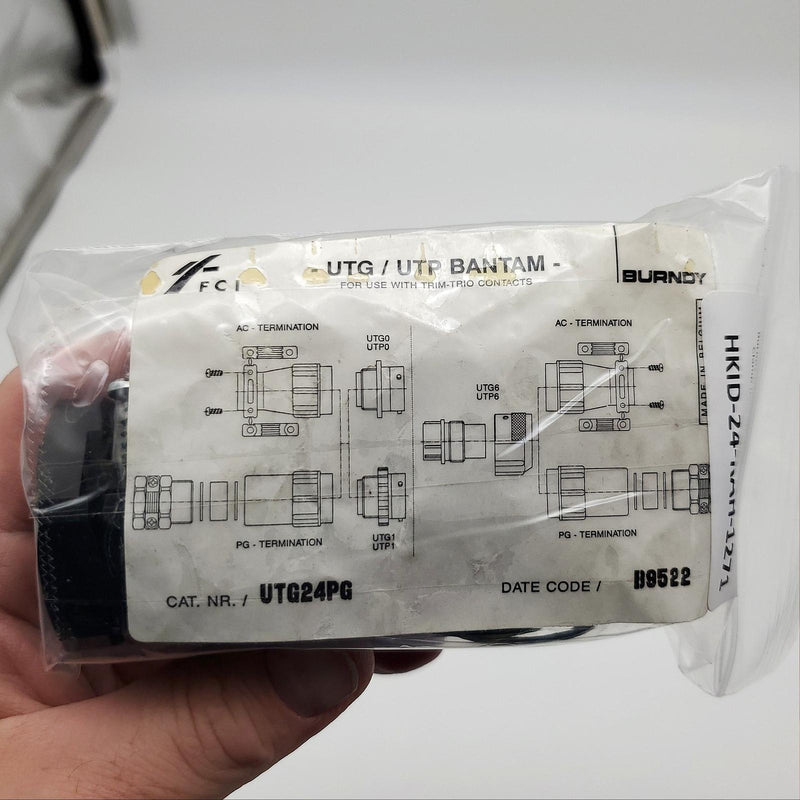 FCI
- UTG / UTP BANTAM -
FOR USE WITH TRIM-TRIO CONTACTS
BURNDY
AC - TERMINATION
UTG0
UTP0
UTG6
UTP6
AC - TERMINATION
MADE IN BELGIUM
PG - TERMINATION
UTG1
UTP1
PG - TERMINATION
CAT. NR. / UTG24PG
DATE CODE / B9522